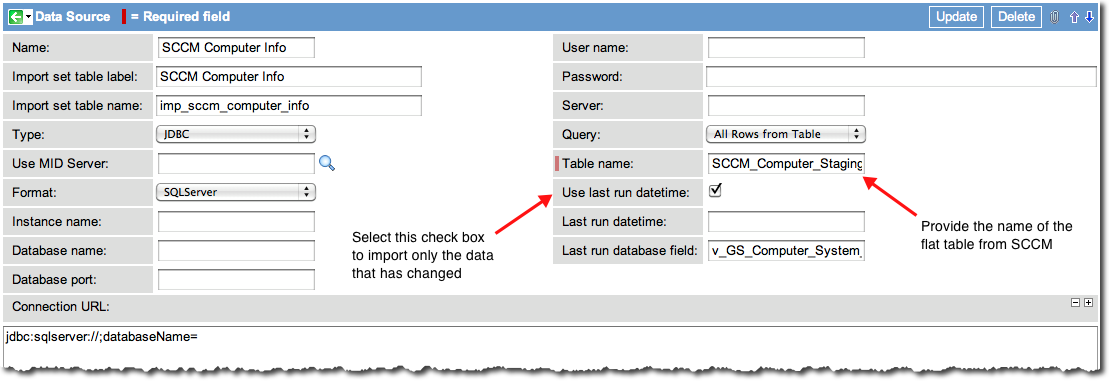 Data Source = Required field Update Delete
Name: SCCM Computer Info User name:
Import set table label: SCCM Computer Info Password:
Import set table name: imp_sccm_computer_info Server:
Type: JDBC Query: All Rows from Table
Use MID Server: Table name: SCCM_Computer_Staging
Format: SQLServer Use last run datetime:
Instance name: Last run datetime:
Database name: Last run database field: v_GS_Computer_System_
Database port:
Select this check box
to import only the data
that has changed
Provide the name of the
flat table from SCCM
Connection URL:
jdbc:sqlserver://;databaseName=